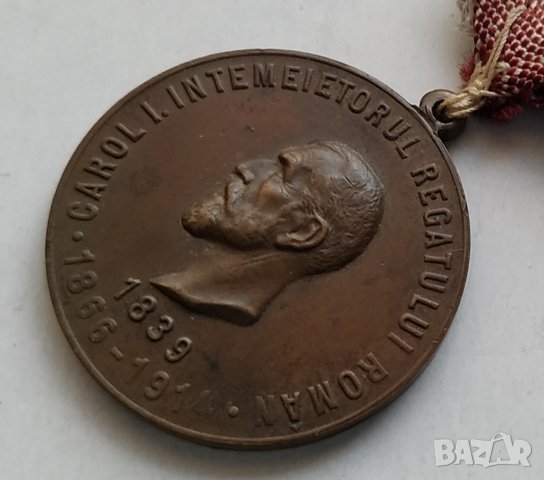 CAROL I. INTEMEIETORUL REGATULUI ROMÂN
· 1866-1914 ·
1839
BAZAR